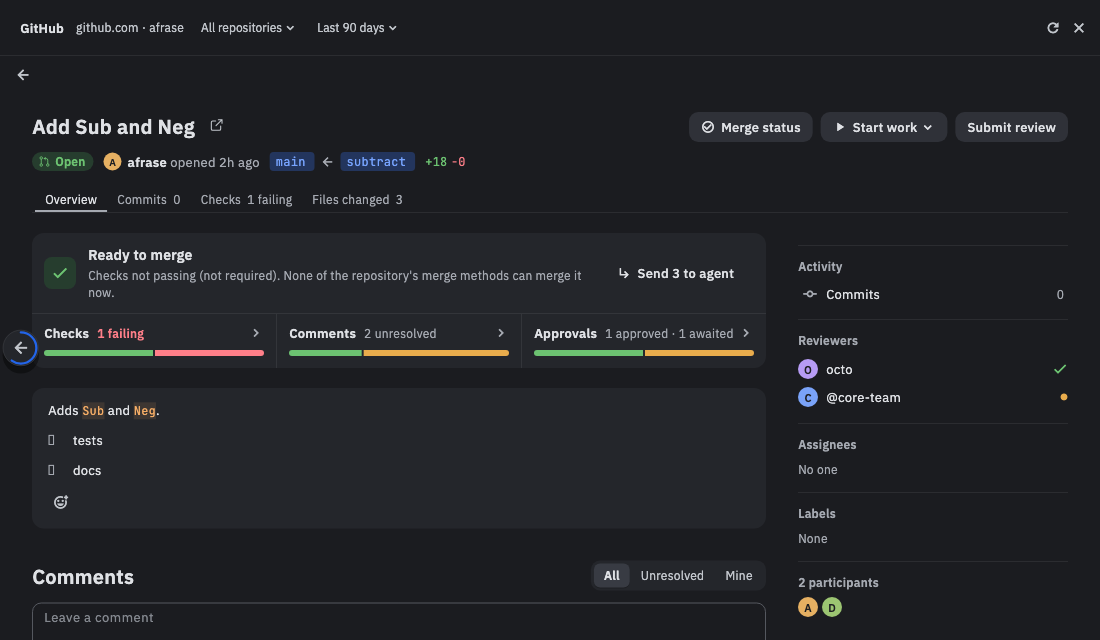 GitHub github.com · afrase All repositories Last 90 days
Add Sub and Neg
Merge status Start work Submit review
Open A afrase opened 2h ago main ← subtract +18 -0
Overview Commits 0 Checks 1 failing Files changed 3
Ready to merge
Checks not passing (not required). None of the repository's merge methods can merge it
now.
Send 3 to agent
Checks 1 failing
Comments 2 unresolved
Approvals 1 approved · 1 awaited
Adds Sub and Neg.
tests
docs
Comments
All Unresolved Mine
Leave a comment
Activity
Commits 0
Reviewers
O octo
C @core-team
Assignees
No one
Labels
None
2 participants
A D